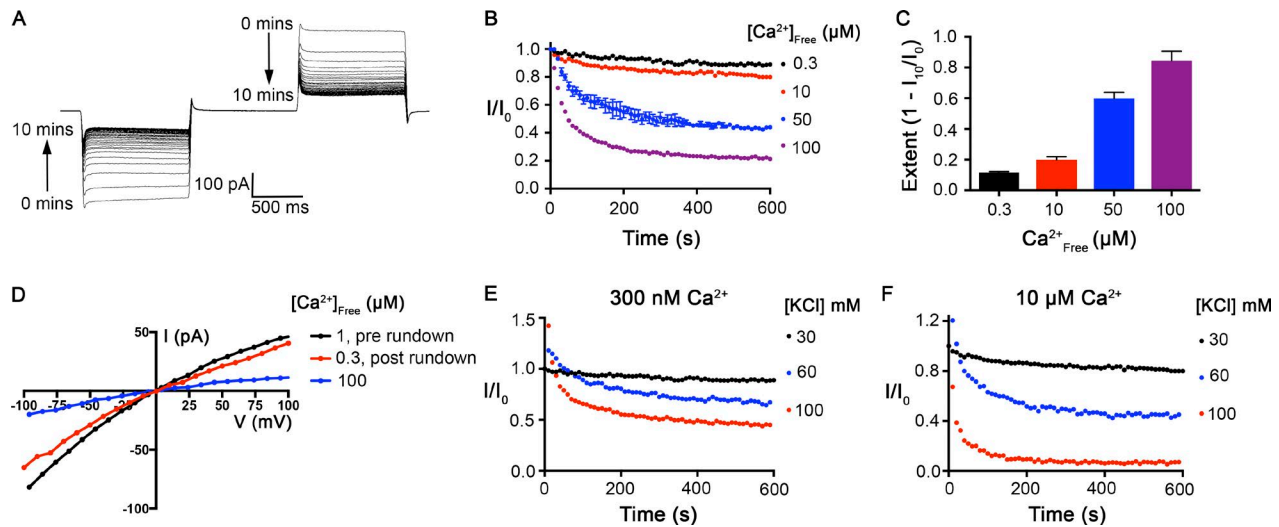 A
0 mins
10 mins
10 mins
0 mins
100 pA
500 ms
B
[Ca²⁺]Free (µM)
I/I₀
1.0
0.8
0.6
0.4
0.2
0.0
0 200 400 600
Time (s)
0.3
10
50
100
C
Extent (1 - I₁₀/I₀)
1.0
0.8
0.6
0.4
0.2
0.0
0.3 10 50 100
Ca²⁺Free (µM)
D
[Ca²⁺]Free (µM)
1, pre rundown
0.3, post rundown
100
I (pA)
50
-100 -75 -50 -25 25 50 75 100
V (mV)
-50
-100
E
300 nM Ca²⁺
[KCl] mM
30
60
100
I/I₀
1.5
1.0
0.5
0.0
0 200 400 600
Time (s)
F
10 µM Ca²⁺
[KCl] mM
30
60
100
I/I₀
1.2
0.8
0.4
0.0
0 200 400 600
Time (s)